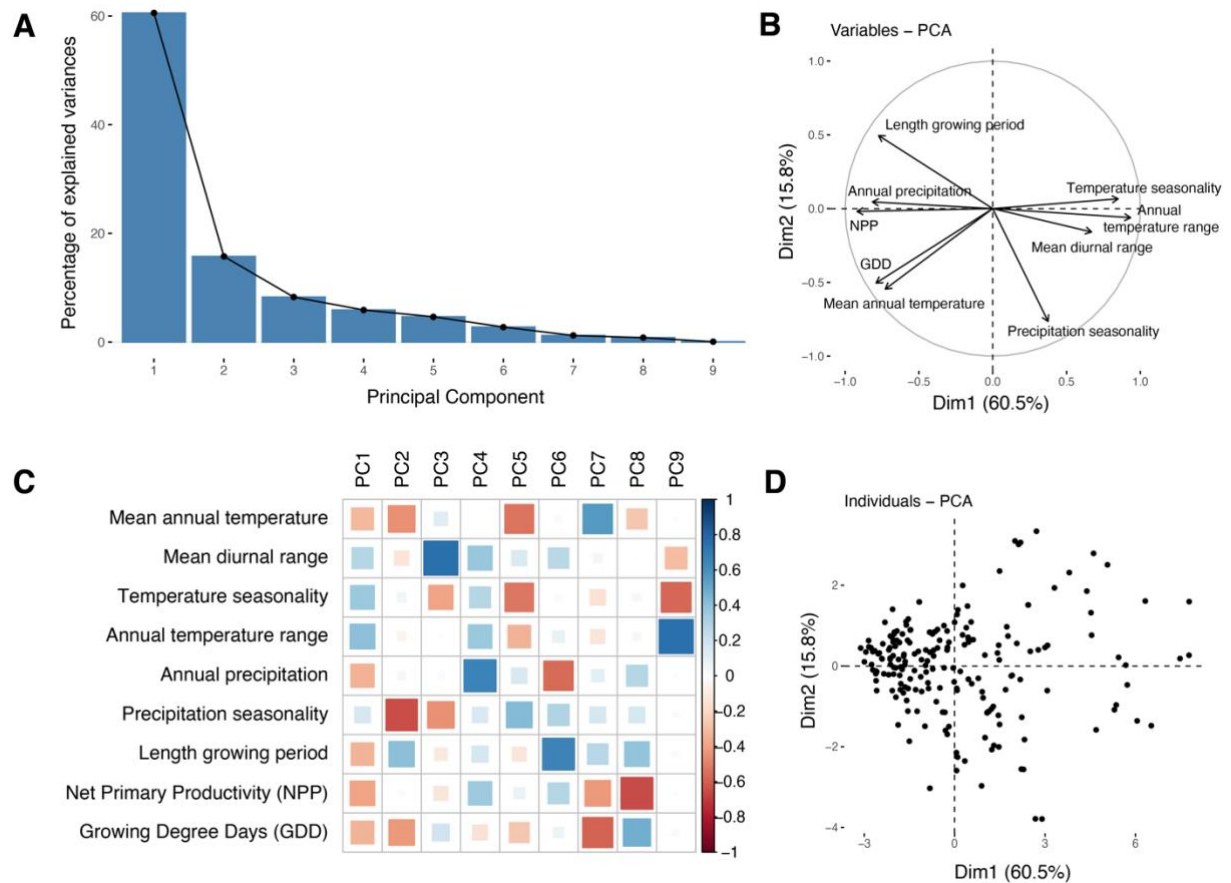 A
Percentage of explained variances
60
40
20
0
1 2 3 4 5 6 7 8 9
Principal Component
B
Variables − PCA
Dim2 (15.8%)
1.0
0.5
0.0
−0.5
−1.0
Length growing period
Annual precipitation
NPP
GDD
Mean annual temperature
Temperature seasonality
Annual
temperature range
Mean diurnal range
Precipitation seasonality
−1.0 −0.5 0.0 0.5 1.0
Dim1 (60.5%)
C
PC1 PC2 PC3 PC4 PC5 PC6 PC7 PC8 PC9
Mean annual temperature
Mean diurnal range
Temperature seasonality
Annual temperature range
Annual precipitation
Precipitation seasonality
Length growing period
Net Primary Productivity (NPP)
Growing Degree Days (GDD)
1
0.8
0.6
0.4
0.2
0
−0.2
−0.4
−0.6
−0.8
−1
D
Individuals − PCA
Dim2 (15.8%)
2
0
−2
−4
−3 0 3 6
Dim1 (60.5%)